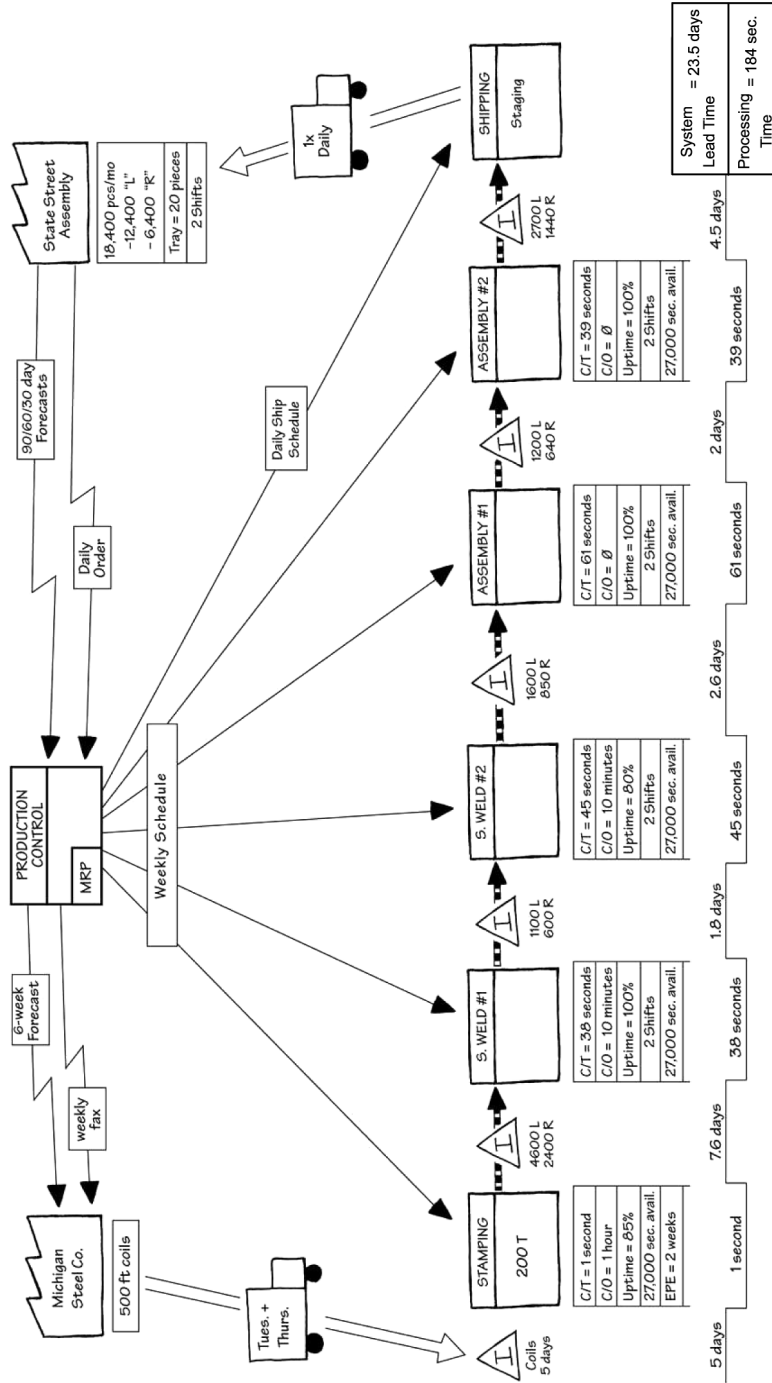 Michigan
Steel Co.
500 ft coils
Tues. +
Thurs.
Coils
5 days
6-week
Forecast
weekly
fax
PRODUCTION
CONTROL
MRP
90/60/30 day
Forecasts
Daily
Order
State Street
Assembly
18,400 pcs/mo
-12,400 "L"
- 6,400 "R"
Tray = 20 pieces
2 Shifts
1x
Daily
Weekly Schedule
Daily Ship
Schedule
STAMPING
200 T
C/T = 1 second
C/O = 1 hour
Uptime = 85%
27,000 sec. avail.
EPE = 2 weeks
4600 L
2400 R
S. WELD #1
C/T = 38 seconds
C/O = 10 minutes
Uptime = 100%
2 Shifts
27,000 sec. avail.
1100 L
600 R
S. WELD #2
C/T = 45 seconds
C/O = 10 minutes
Uptime = 80%
2 Shifts
27,000 sec. avail.
1600 L
850 R
ASSEMBLY #1
C/T = 61 seconds
C/O = Ø
Uptime = 100%
2 Shifts
27,000 sec. avail.
1200 L
640 R
ASSEMBLY #2
C/T = 39 seconds
C/O = Ø
Uptime = 100%
2 Shifts
27,000 sec. avail.
2700 L
1440 R
SHIPPING
Staging
I
I
I
I
I
I
5 days
1 second
7.6 days
38 seconds
1.8 days
45 seconds
2.6 days
61 seconds
2 days
39 seconds
4.5 days
System = 23.5 days
Lead Time
Processing = 184 sec.
Time